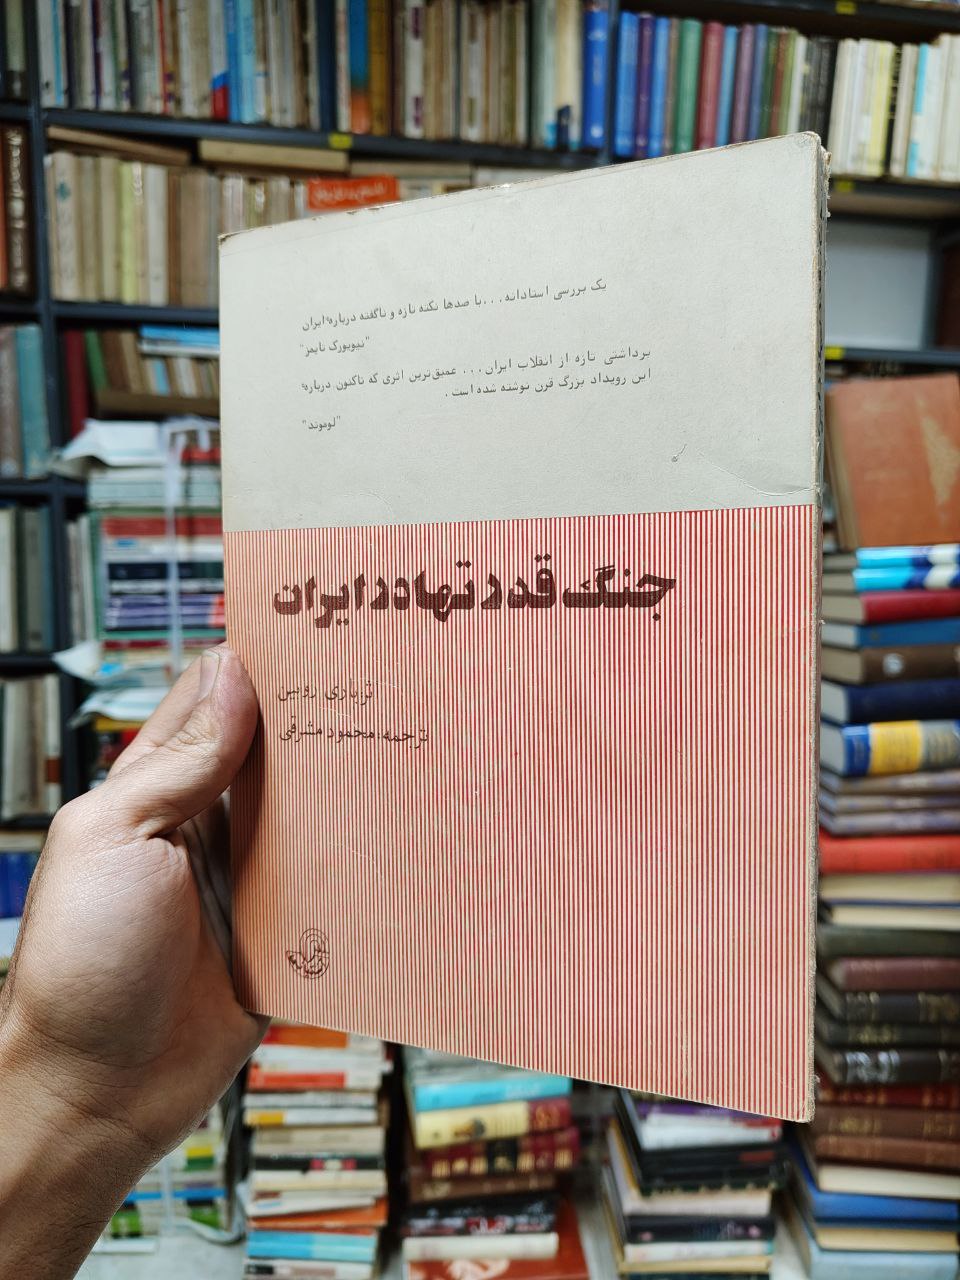 یک بررسی استادانه...با صدها نکته تازه و ناگفته درباره‌ٔ ایران
"نیویورک تایمز"
برداشتی تازه از انقلاب ایران... عمیق‌ترین اثری که تاکنون درباره‌ٔ
این رویداد بزرگ قرن نوشته شده است.
"لوموند"
جنگ قدرتها در ایران
اثر باری روبین
ترجمه: محمود مشرقی